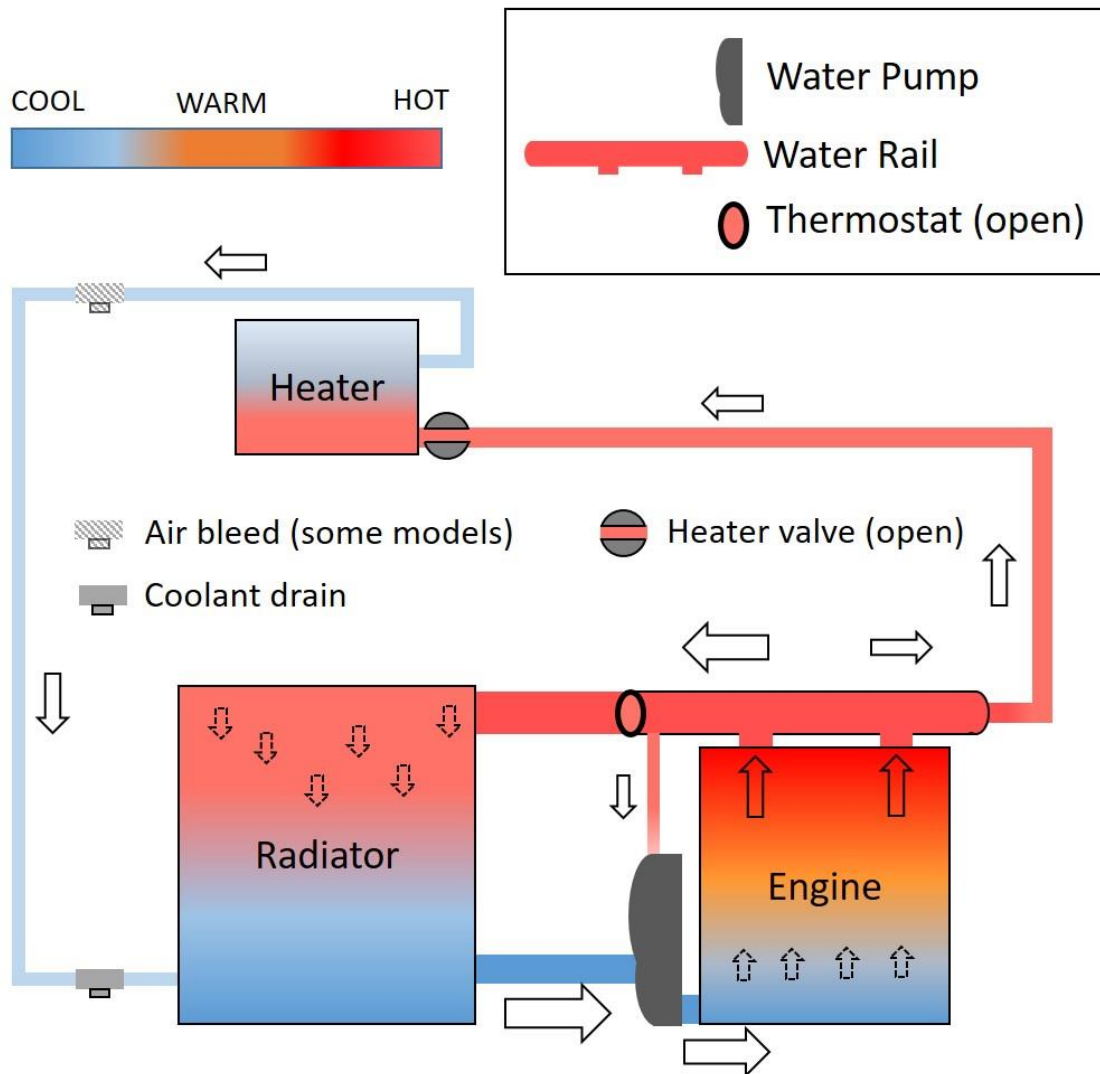 COOL WARM HOT
Water Pump
Water Rail
Thermostat (open)
Heater
Air bleed (some models)
Heater valve (open)
Coolant drain
Radiator
Engine